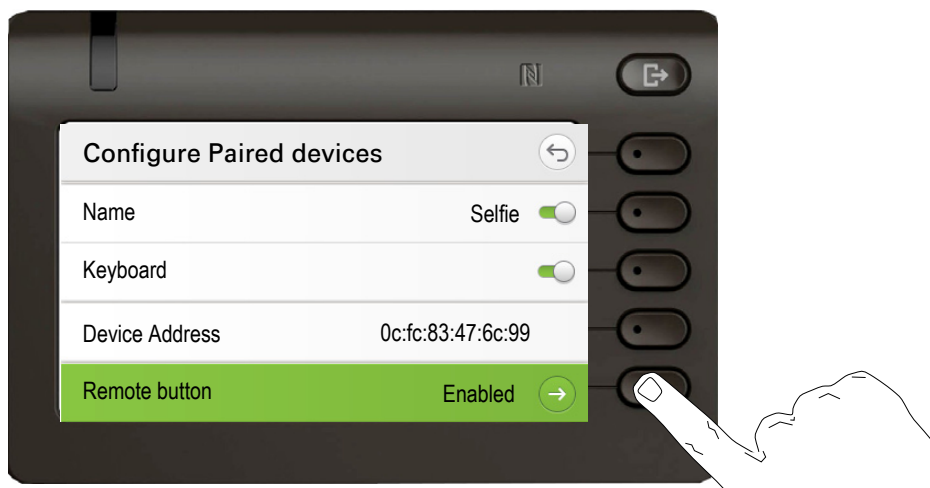 Configure Paired devices
Name Selfie
Keyboard
Device Address 0c:fc:83:47:6c:99
Remote button Enabled